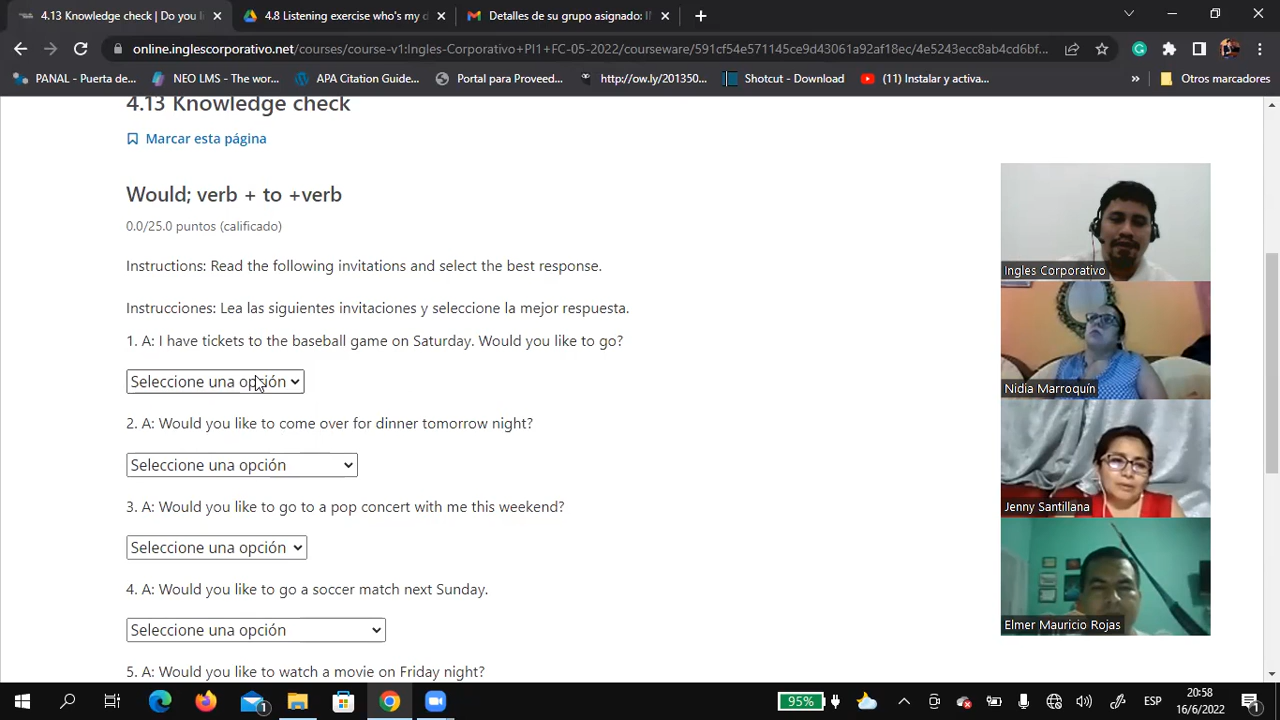 4.13 Knowledge check | Do you l
4.8 Listening exercise who's my d
Detalles de su grupo asignado: I
online.inglescorporativo.net/courses/course-v1:Ingles-Corporativo+PI1+FC-05-2022/courseware/591cf54e571145ce9d43061a92af18ec/4e5243ecc8ab4cd6bf...
PANAL - Puerta de...
NEO LMS - The wor...
APA Citation Guide...
Portal para Proveed...
http://ow.ly/201350...
Shotcut - Download
(11) Instalar y activa...
»
Otros marcadores
4.13 Knowledge check
Marcar esta página
Would; verb + to +verb
0.0/25.0 puntos (calificado)
Instructions: Read the following invitations and select the best response.
Instrucciones: Lea las siguientes invitaciones y seleccione la mejor respuesta.
1. A: I have tickets to the baseball game on Saturday. Would you like to go?
Seleccione una opción
2. A: Would you like to come over for dinner tomorrow night?
Seleccione una opción
3. A: Would you like to go to a pop concert with me this weekend?
Seleccione una opción
4. A: Would you like to go a soccer match next Sunday.
Seleccione una opción
5. A: Would you like to watch a movie on Friday night?
Ingles Corporativo
Nidia Marroquín
Jenny Santillana
Elmer Mauricio Rojas
1
95%
ESP
20:58
16/6/2022
1